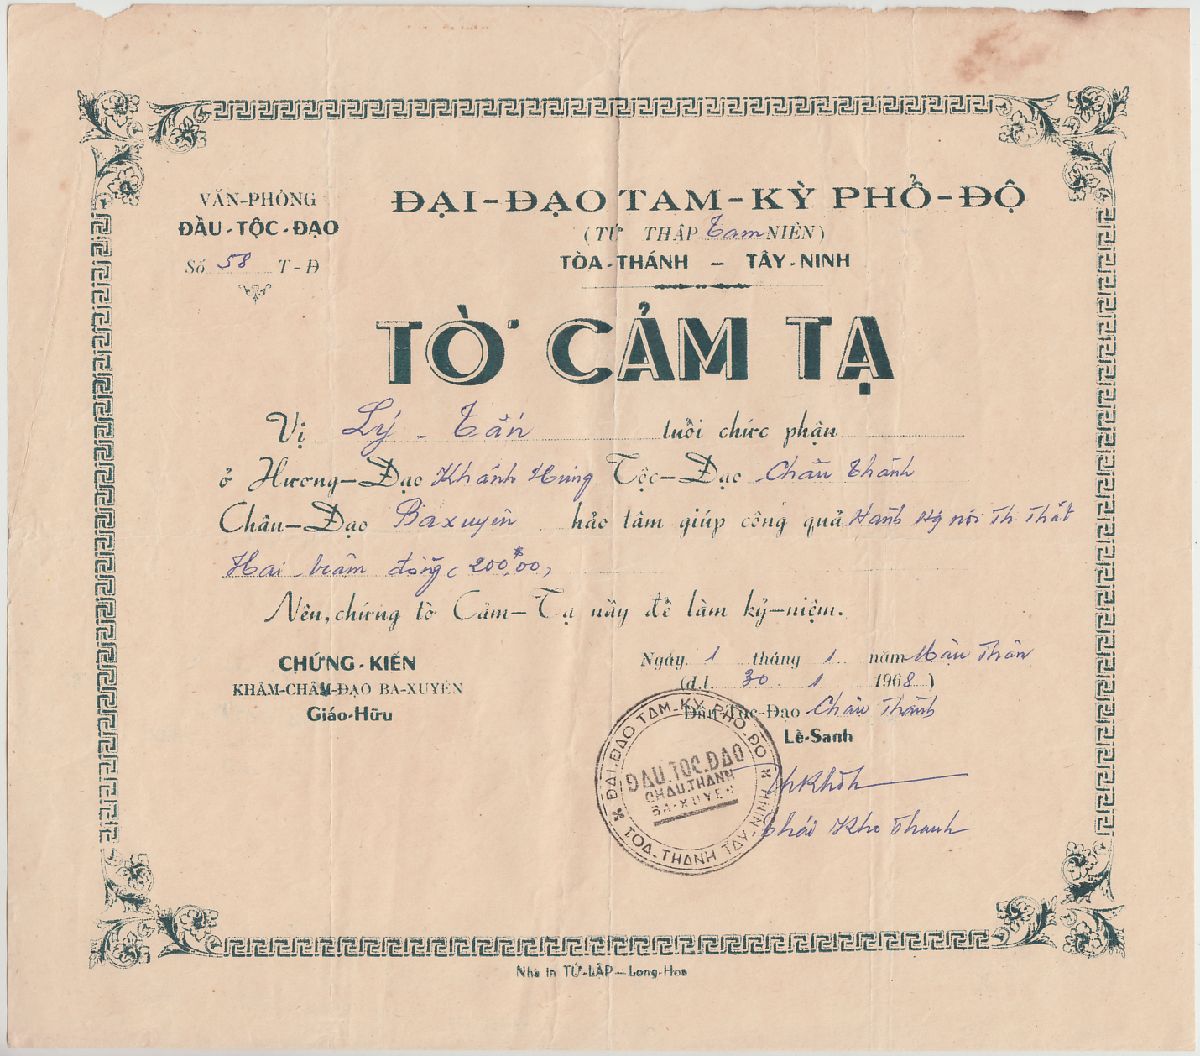 VĂN-PHÒNG
ĐẦU-TỘC-ĐẠO
Số 58 T-Đ
ĐẠI-ĐẠO TAM-KỲ PHỔ-ĐỘ
(TỨ THẬP Tam NIÊN)
TÒA-THÁNH – TÂY-NINH
TỜ CẢM TẠ
Vị Lý - Tấn tuổi chức phận
ở Hương-Đạo Khánh Hưng Tộc-Đạo Châu Thành
Châu-Đạo Baxuyên hảo tâm giúp công quả
Hai trăm đồng 200$00
Nên, chứng tờ Cảm-Tạ nầy để làm kỷ-niệm.
CHỨNG-KIẾN
KHÂM-CHÂU-ĐẠO BA-XUYÊN
Giáo-Hữu
Ngày 1 tháng 1 năm Mậu Thân
(d.l 30 . 1 1968)
Đầu-Tộc-Đạo Châu Thành
Lê-Sanh
Thái Khe Thanh
ĐẠI.ĐẠO TAM-KỲ PHỔ ĐỘ
TOÀ-THÁNH TÂY-NINH
ĐẦU.TỘC.ĐẠO
CHÂU.THÀNH
BA-XUYÊN
Nhà in TỨ-LẬP — Long-Hoa